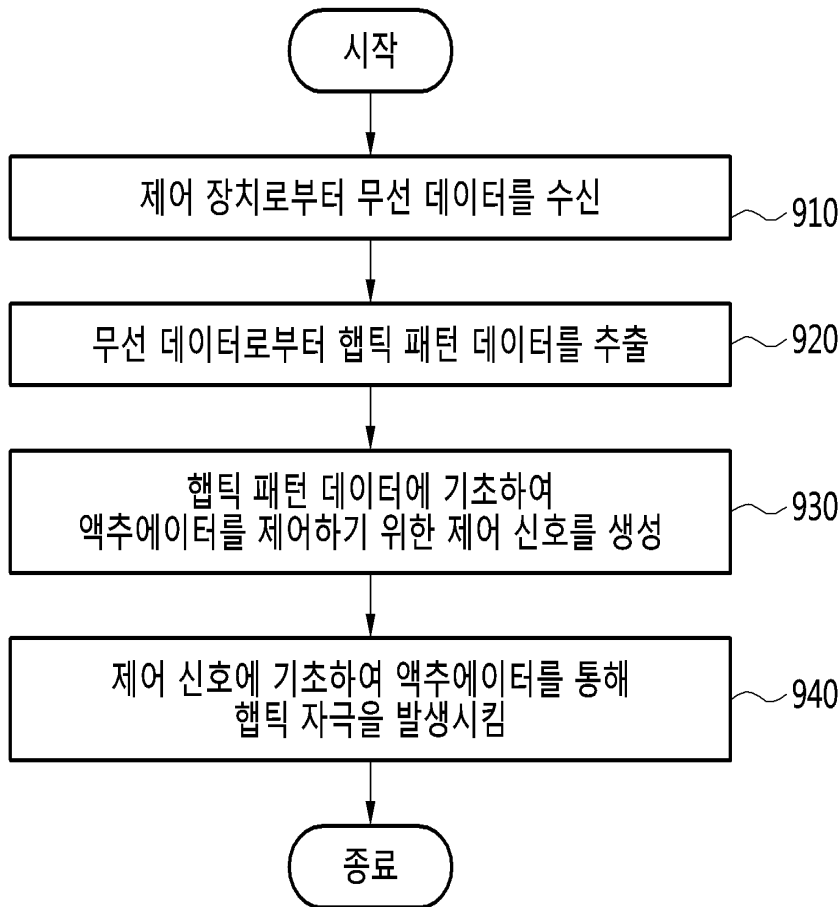 시작
제어 장치로부터 무선 데이터를 수신
910
무선 데이터로부터 햅틱 패턴 데이터를 추출
920
햅틱 패턴 데이터에 기초하여
액추에이터를 제어하기 위한 제어 신호를 생성
930
제어 신호에 기초하여 액추에이터를 통해
햅틱 자극을 발생시킴
940
종료